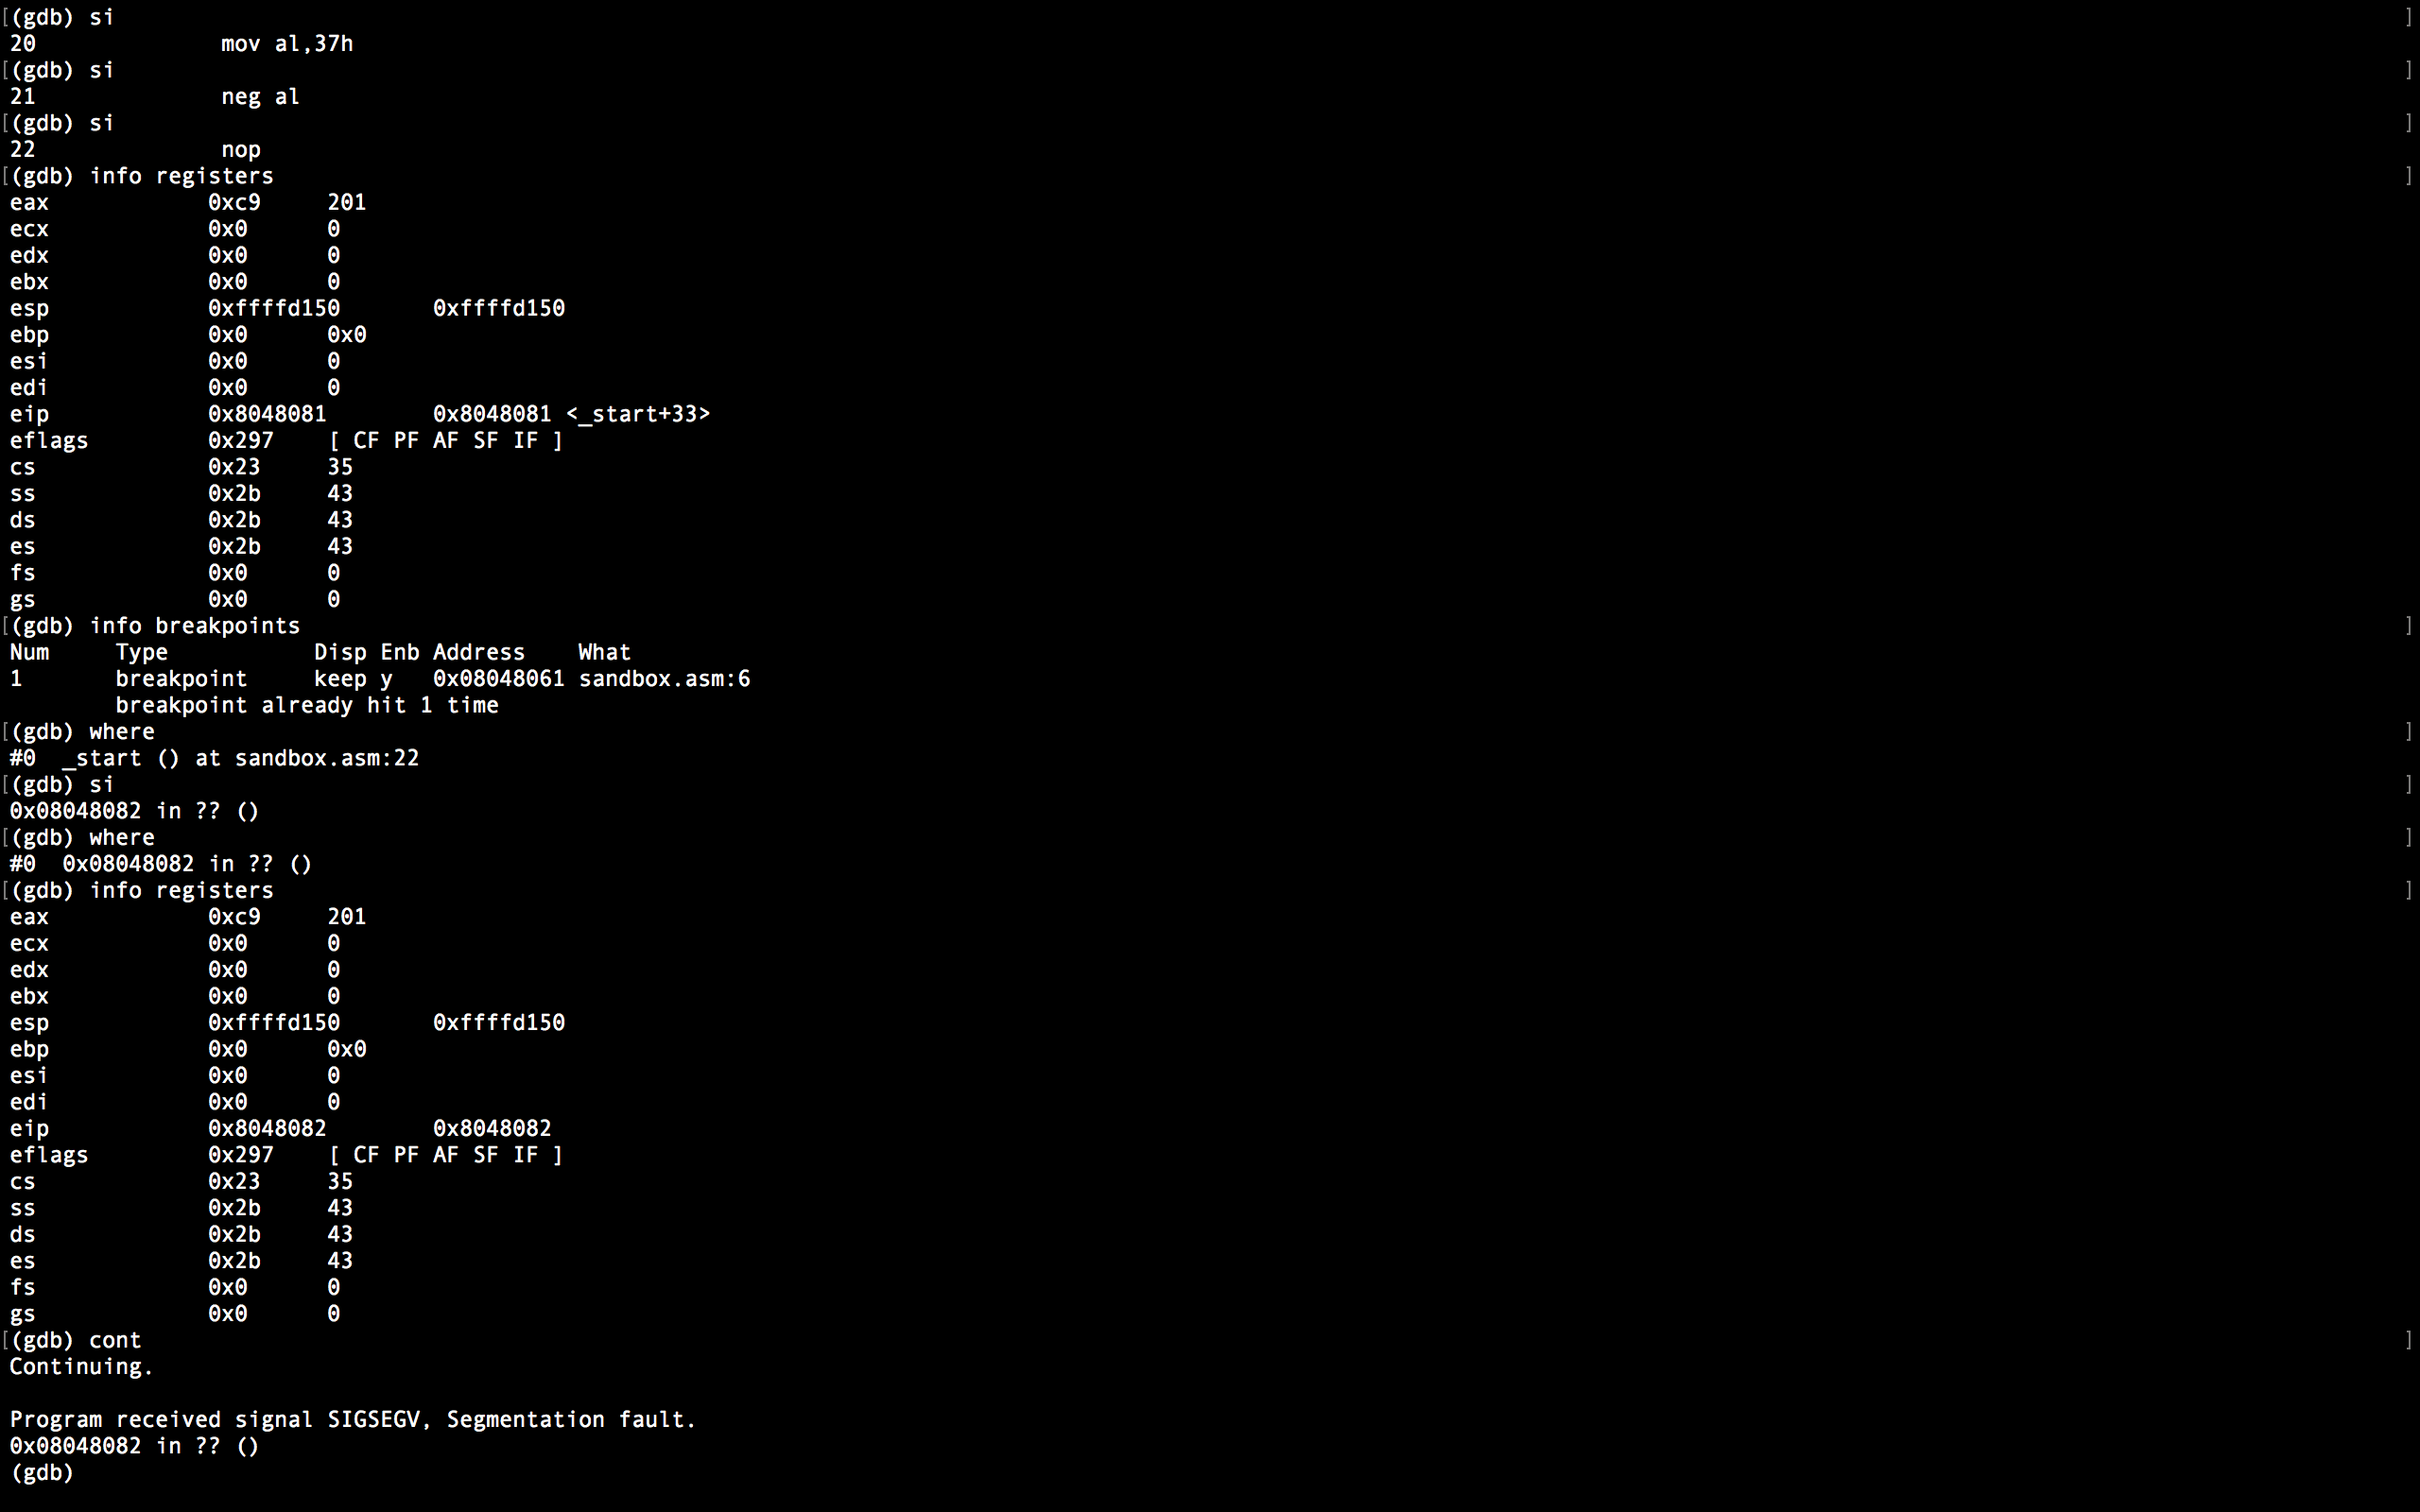 [(gdb) si ]
20              mov al,37h
[(gdb) si ]
21              neg al
[(gdb) si ]
22              nop
[(gdb) info registers ]
eax            0xc9     201
ecx            0x0      0
edx            0x0      0
ebx            0x0      0
esp            0xffffd150       0xffffd150
ebp            0x0      0x0
esi            0x0      0
edi            0x0      0
eip            0x8048081        0x8048081 <_start+33>
eflags         0x297    [ CF PF AF SF IF ]
cs             0x23     35
ss             0x2b     43
ds             0x2b     43
es             0x2b     43
fs             0x0      0
gs             0x0      0
[(gdb) info breakpoints ]
Num     Type           Disp Enb Address    What
1       breakpoint     keep y   0x08048061 sandbox.asm:6
        breakpoint already hit 1 time
[(gdb) where ]
#0  _start () at sandbox.asm:22
[(gdb) si ]
0x08048082 in ?? ()
[(gdb) where ]
#0  0x08048082 in ?? ()
[(gdb) info registers ]
eax            0xc9     201
ecx            0x0      0
edx            0x0      0
ebx            0x0      0
esp            0xffffd150       0xffffd150
ebp            0x0      0x0
esi            0x0      0
edi            0x0      0
eip            0x8048082        0x8048082
eflags         0x297    [ CF PF AF SF IF ]
cs             0x23     35
ss             0x2b     43
ds             0x2b     43
es             0x2b     43
fs             0x0      0
gs             0x0      0
[(gdb) cont ]
Continuing.

Program received signal SIGSEGV, Segmentation fault.
0x08048082 in ?? ()
(gdb)